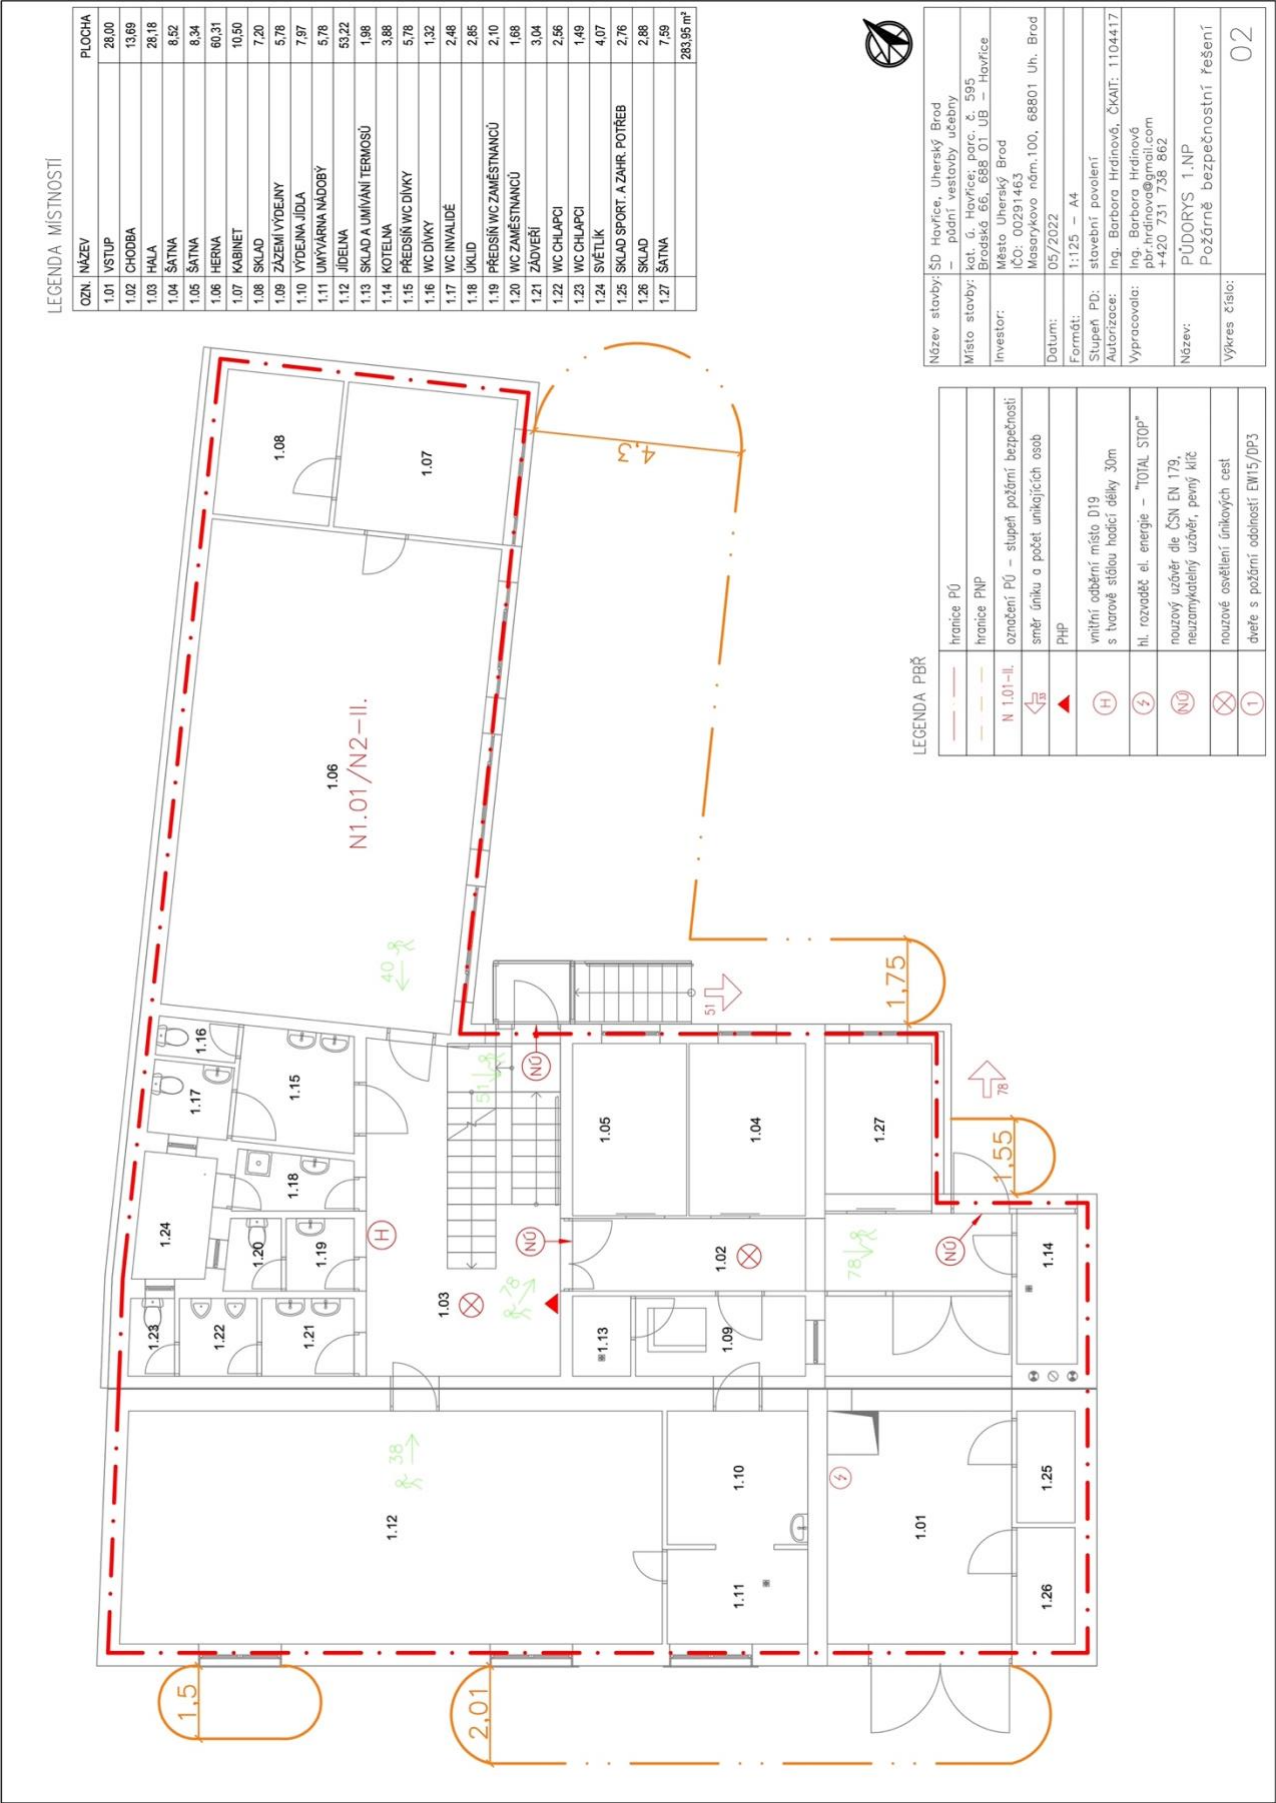 LEGENDA MÍSTNOSTÍ
OZN. NÁZEV PLOCHA
1.01 VSTUP 28,00
1.02 CHODBA 13,69
1.03 HALA 28,18
1.04 ŠATNA 8,52
1.05 ŠATNA 8,34
1.06 HERNA 60,31
1.07 KABINET 10,50
1.08 SKLAD 7,20
1.09 ZÁZEMÍ VÝDEJNY 5,78
1.10 VÝDEJNA JÍDLA 7,97
1.11 UMÝVÁRNA NÁDOBÝ 5,78
1.12 JÍDELNA 53,22
1.13 SKLAD A UMÍVÁNÍ TERMOSŮ 1,98
1.14 KOTELNA 3,88
1.15 PŘEDSÍŇ WC DÍVKY 5,78
1.16 WC DÍVKY 1,32
1.17 WC INVALIDÉ 2,48
1.18 ÚKLID 2,85
1.19 PŘEDSÍŇ WC ZAMĚSTNANCŮ 2,10
1.20 WC ZAMĚSTNANCŮ 1,68
1.21 ZÁDVEŘÍ 3,04
1.22 WC CHLAPCI 2,56
1.23 WC CHLAPCI 1,49
1.24 SVĚTLÍK 4,07
1.25 SKLAD SPORT. A ZAHR. POTŘEB 2,76
1.26 SKLAD 2,88
1.27 ŠATNA 7,59
283,95 m²
1.08
1.07
4,3
1.06
N1.01/N2–II.
40
1.16
1.17
1.15
1.24
1.18
1.20
1.19
1.23
1.22
1.21
H
1.03
51
NÚ
51
1,75
1.05
1.04
1.27
78
1,55
NÚ
1.02
78
78
NÚ
1.14
1.13
1.09
38
1.12
1.10
1.11
1.01
1.25
1.26
1,5
2,01
LEGENDA PBŘ
hranice PÚ
hranice PNP
N 1.01–II. označení PÚ – stupeň požární bezpečnosti
33 směr úniku a počet unikajících osob
PHP
H vnitřní odběrní místo D19
s tvarově stálou hadicí délky 30m
hl. rozvaděč el. energie – "TOTAL STOP"
NÚ nouzový uzávěr dle ČSN EN 179,
neuzamykatelný uzávěr, pevný klíč
nouzové osvětlení únikových cest
1 dveře s požární odolností EW15/DP3
Název stavby: ŠD Havřice, Uherský Brod
– půdní vestavby učebny
Místo stavby: kat. ú. Havřice; parc. č. 595
Brodská 66, 688 01 UB – Havřice
Investor: Město Uherský Brod
IČO: 00291463
Masarykovo nám.100, 68801 Uh. Brod
Datum: 05/2022
Formát: 1:125 – A4
Stupeň PD: stavební povolení
Autorizace: Ing. Barbora Hrdinová, ČKAIT: 1104417
Vypracovala: Ing. Barbora Hrdinová
pbr.hrdinova@gmail.com
+420 731 738 862
Název: PŮDORYS 1.NP
Požárně bezpečnostní řešení
Výkres číslo: 02